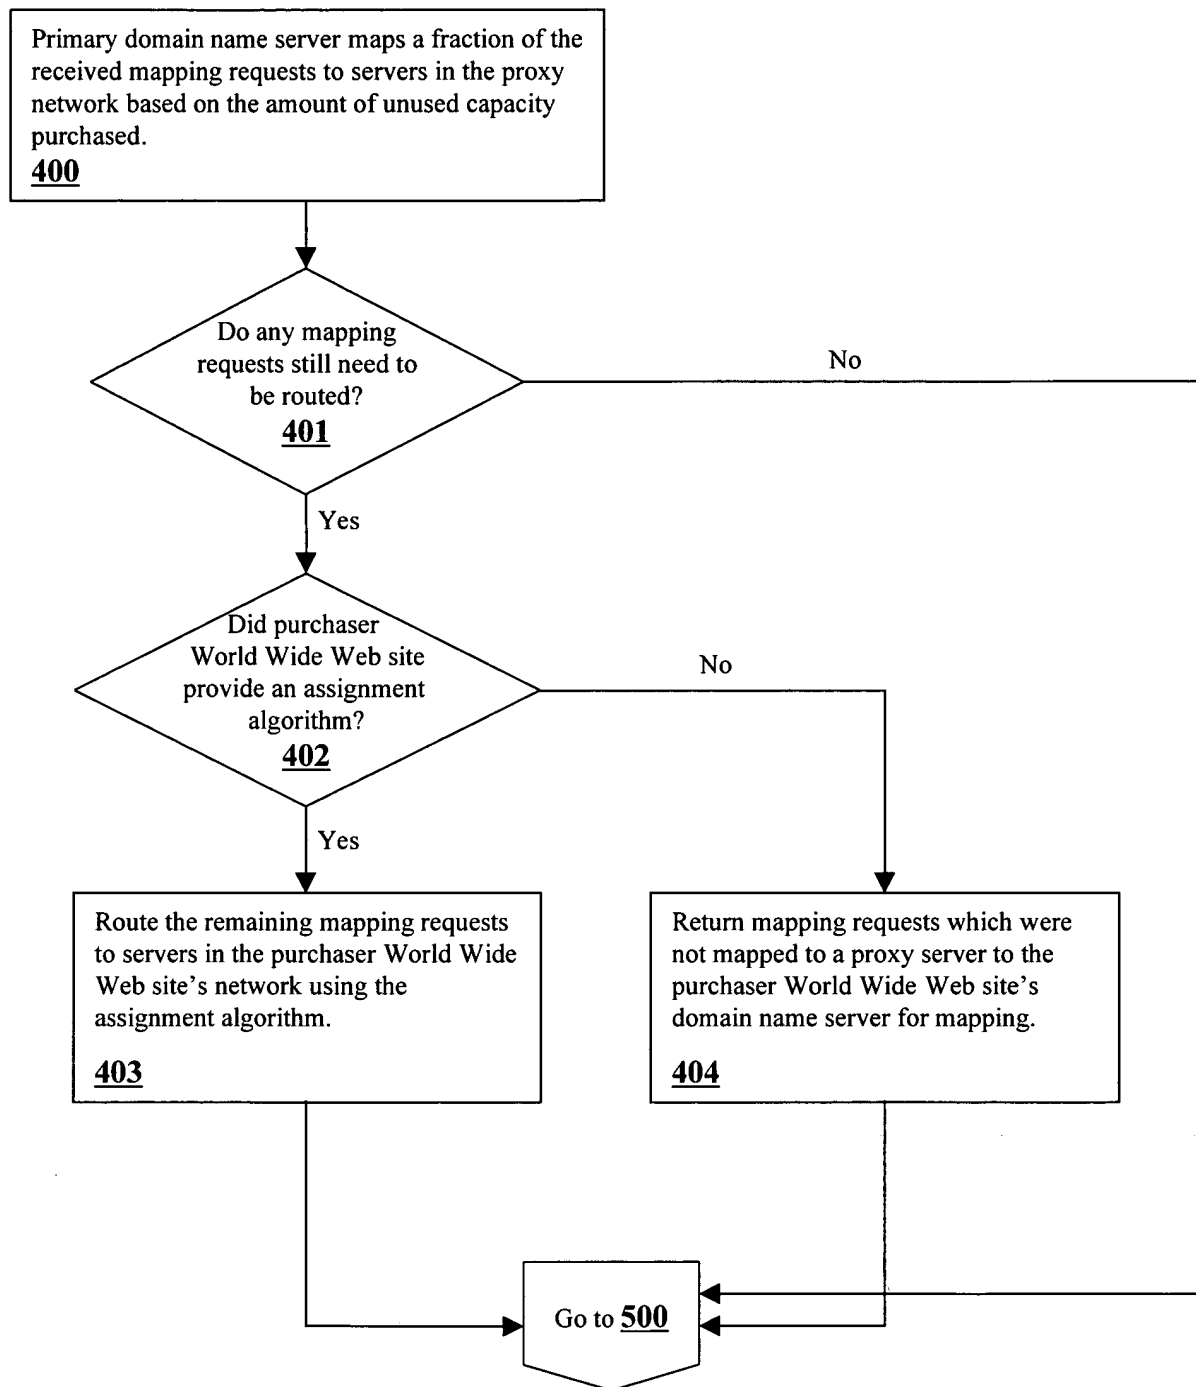 Primary domain name server maps a fraction of the
received mapping requests to servers in the proxy
network based on the amount of unused capacity
purchased.
400
Do any mapping
requests still need to
be routed?
401
No
Yes
Did purchaser
World Wide Web site
provide an assignment
algorithm?
402
No
Yes
Route the remaining mapping requests
to servers in the purchaser World Wide
Web site's network using the
assignment algorithm.
403
Return mapping requests which were
not mapped to a proxy server to the
purchaser World Wide Web site's
domain name server for mapping.
404
Go to 500